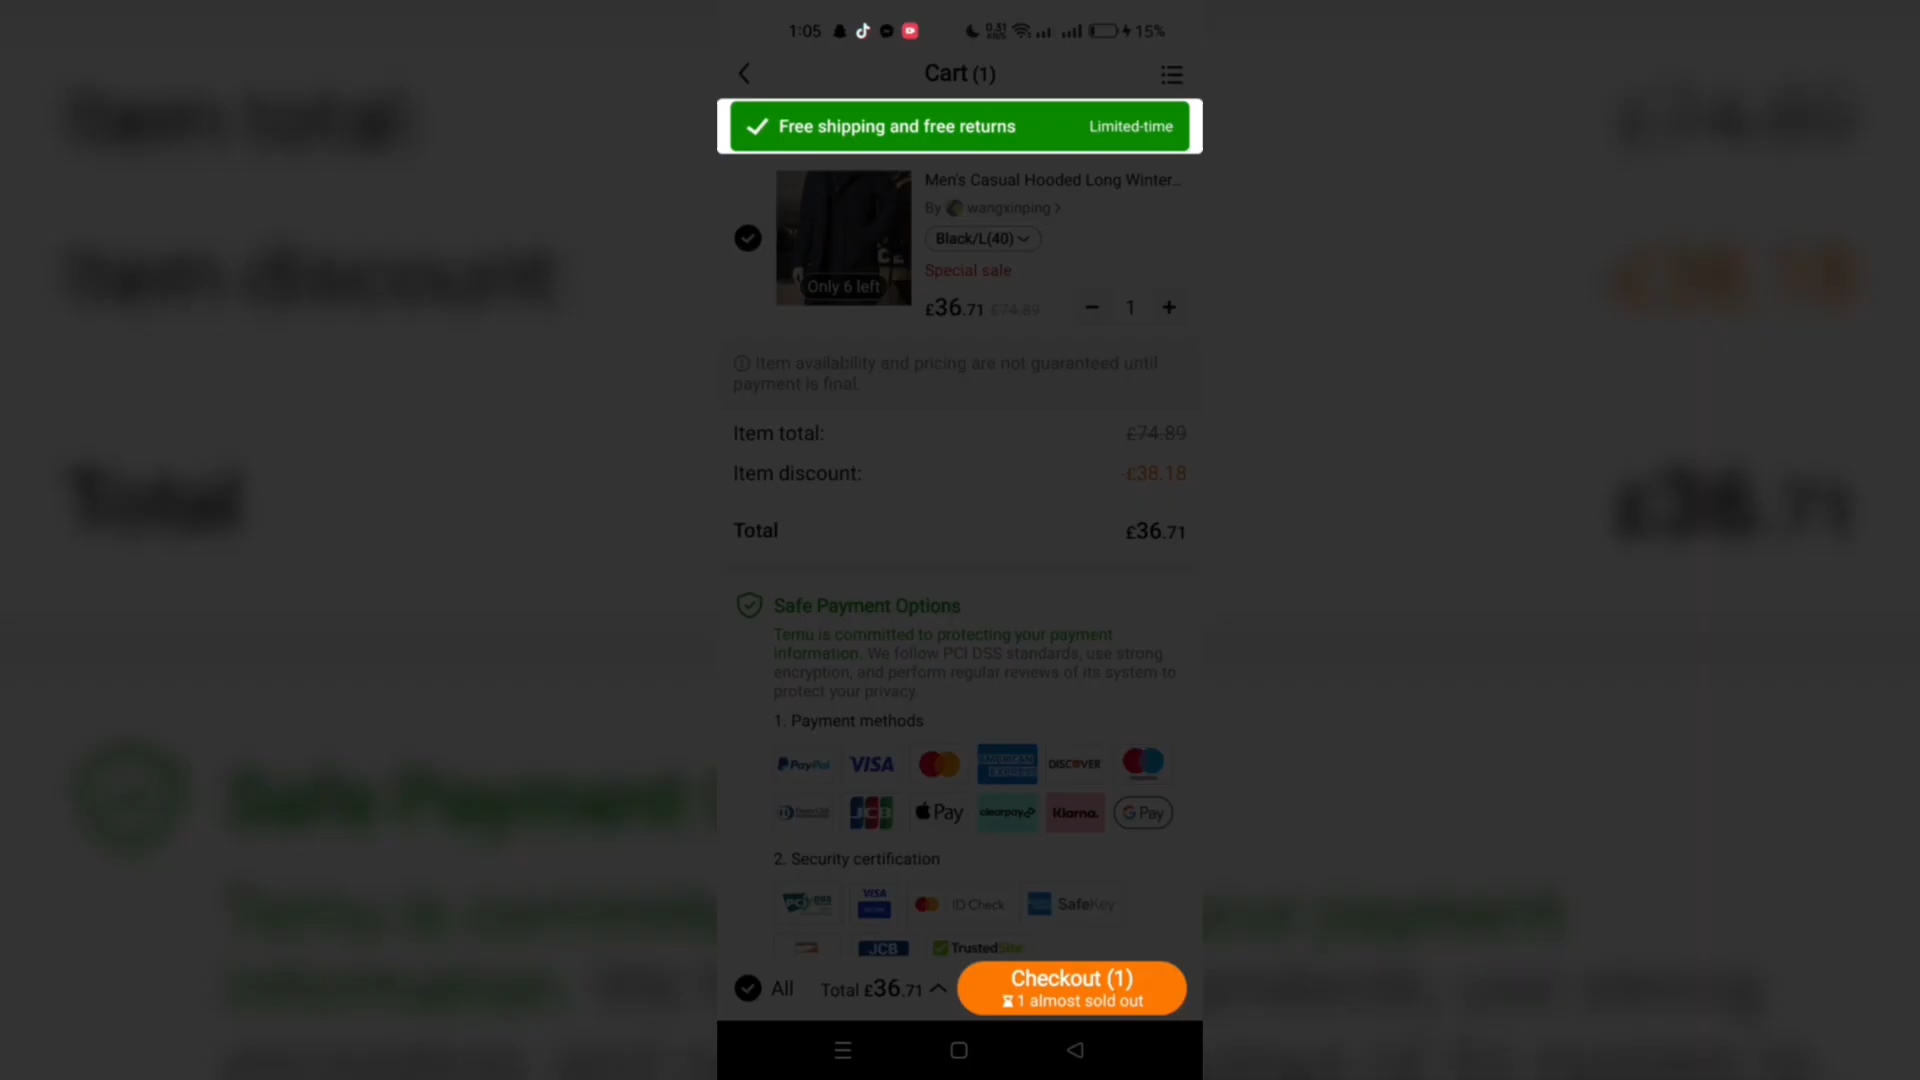 1:05 0.31 15%
Cart (1)
Free shipping and free returns Limited-time
Men's Casual Hooded Long Winter...
By wangxinping >
Black/L(40)
Only 6 left
Special sale
£36.71 £74.89 − 1 +
Item availability and pricing are not guaranteed until
payment is final.
Item total: £74.89
Item discount: -£38.18
Total £36.71
Safe Payment Options
Temu is committed to protecting your payment
information. We follow PCI DSS standards, use strong
encryption, and perform regular reviews of its system to
protect your privacy.
1. Payment methods
PayPal VISA AMERICAN EXPRESS DISCOVER
JCB Pay clearpay Klarna. G Pay
2. Security certification
PCI DSS VISA ID Check SafeKey
JCB TrustedSite
All Total £36.71 Checkout (1)
1 almost sold out
Item total
Item discount
Total £36.71